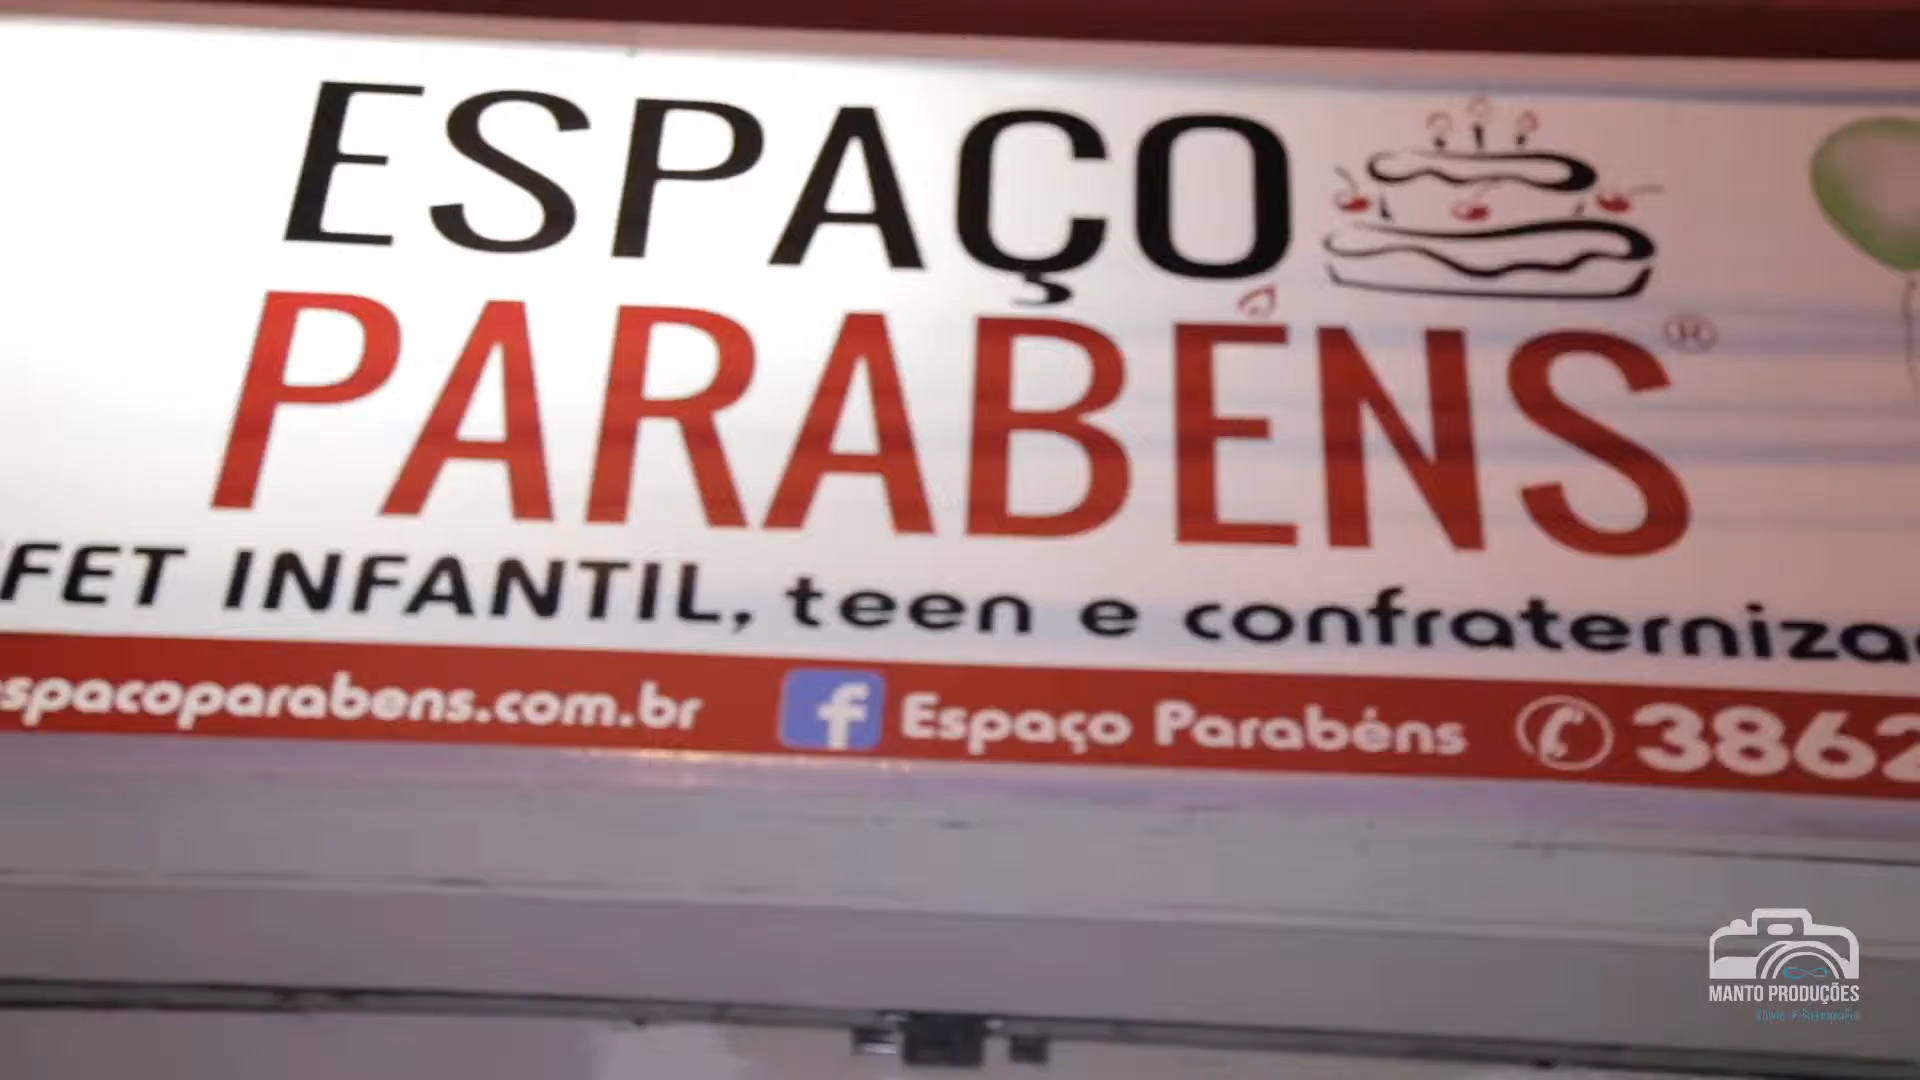 ESPAÇO
PARABÉNS®
FET INFANTIL, teen e confraterniza
spacoparabens.com.br f Espaço Parabéns 3862
MANTO PRODUÇÕES